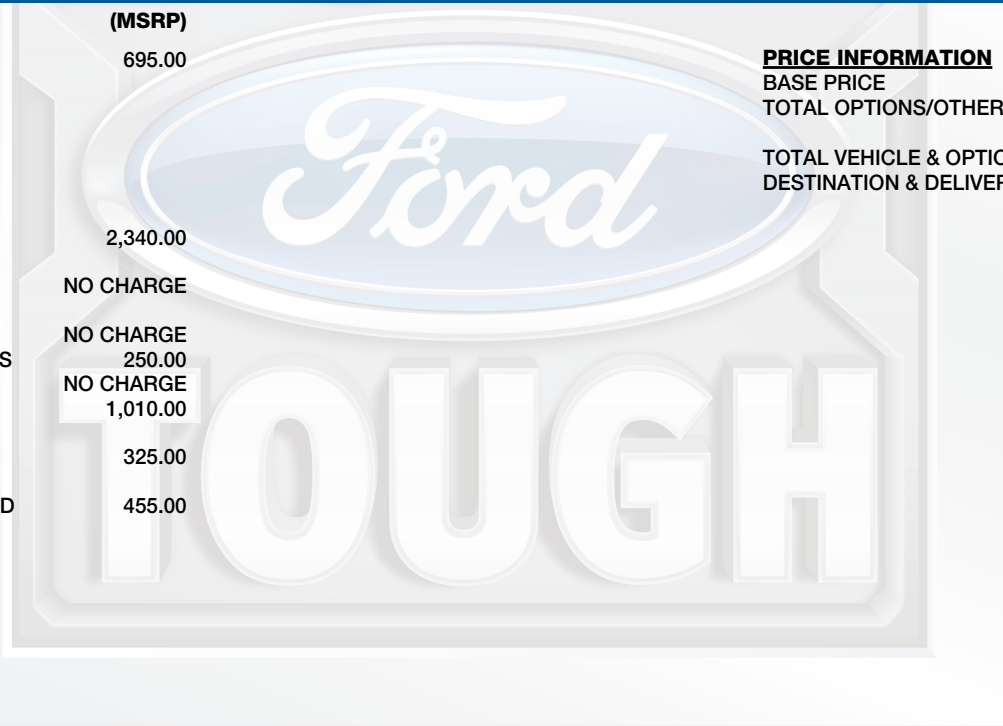 (MSRP)
695.00
2,340.00
NO CHARGE
NO CHARGE
S 250.00
NO CHARGE
1,010.00
325.00
D 455.00
PRICE INFORMATION
BASE PRICE
TOTAL OPTIONS/OTHER
TOTAL VEHICLE & OPTIO
DESTINATION & DELIVER
Ford
TOUGH